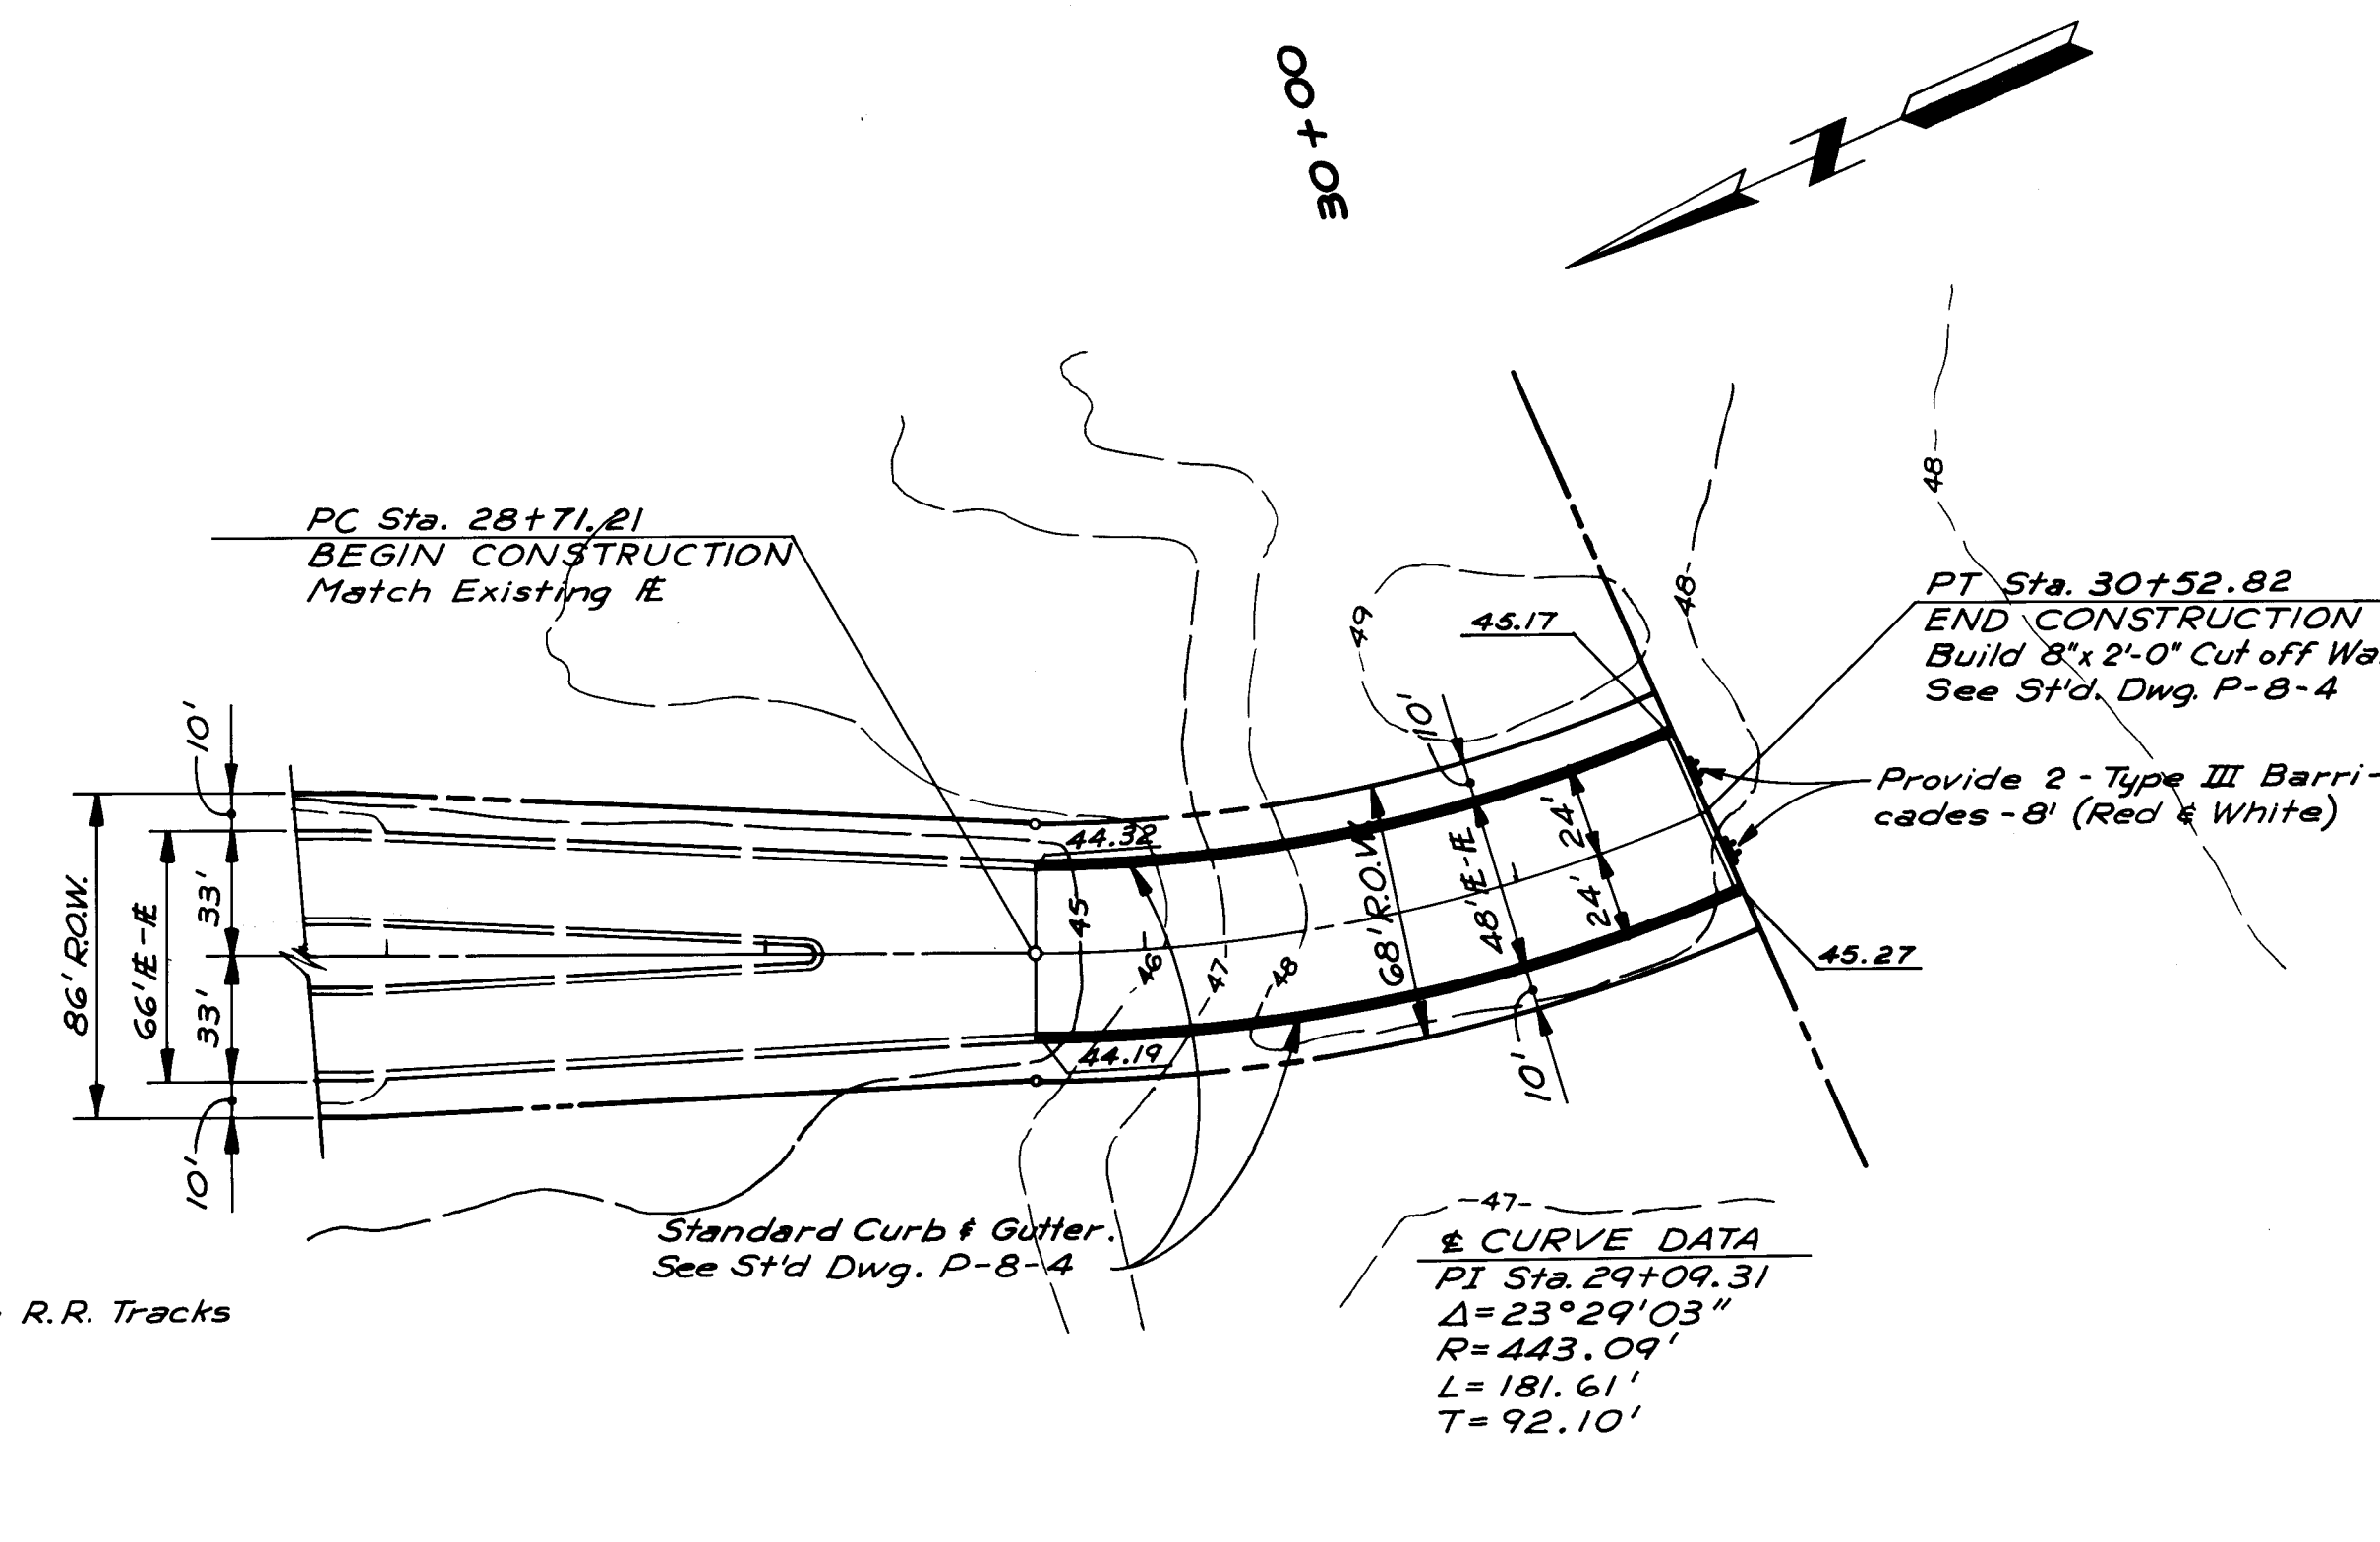 30+00
N
PC Sta. 28+71.21
BEGIN CONSTRUCTION
Match Existing
PT Sta. 30+52.82
END CONSTRUCTION
Build 8"x 2'-0" Cut off
See St'd. Dwg. P-8-4
Provide 2 - Type III Barri-
cades - 8' (Red & White)
48
48
49
45.17
10'
10'
86' R.O.W.
66'
33'
33'
10'
44.32
45
46
47
48
68' R.O.W.
48'
24'
24'
45.27
44.19
10'
Standard Curb & Gutter.
See St'd Dwg. P-8-4
R.R. Tracks
-47-
℄ CURVE DATA
PI Sta. 29+09.31
Δ=23°29'03"
R=443.09'
L=181.61'
T=92.10'